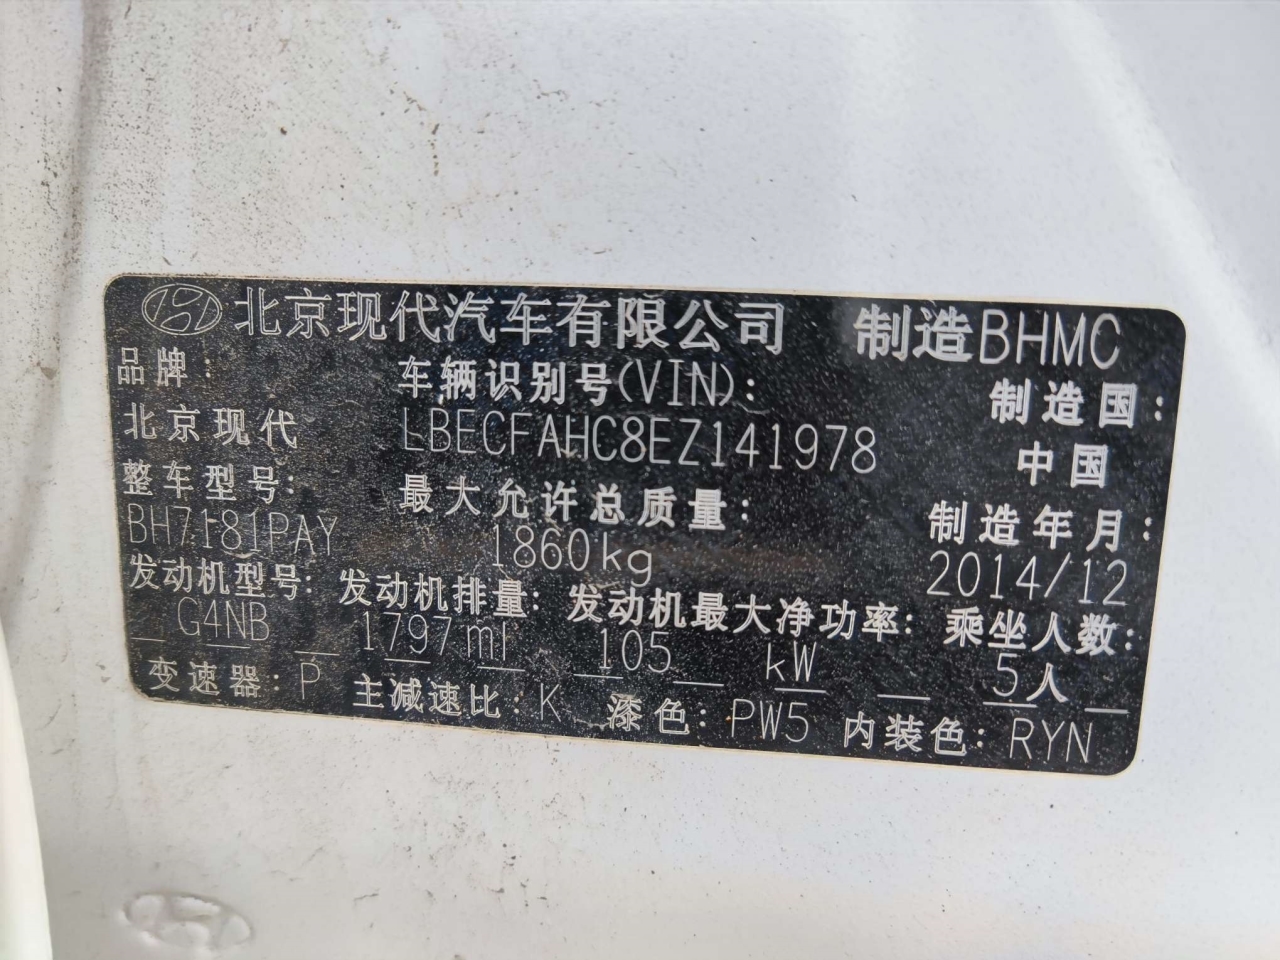 北京现代汽车有限公司 制造BHMC
品牌: 车辆识别号(VIN): 制造国:
北京现代 LBECFAHC8EZ141978 中国
整车型号: 最大允许总质量: 制造年月:
BH7181PAY 1860kg 2014/12
发动机型号: 发动机排量: 发动机最大净功率: 乘坐人数:
G4NB 1797ml 105 kW 5人
变速器: P 主减速比: K 漆色: PW5 内装色: RYN